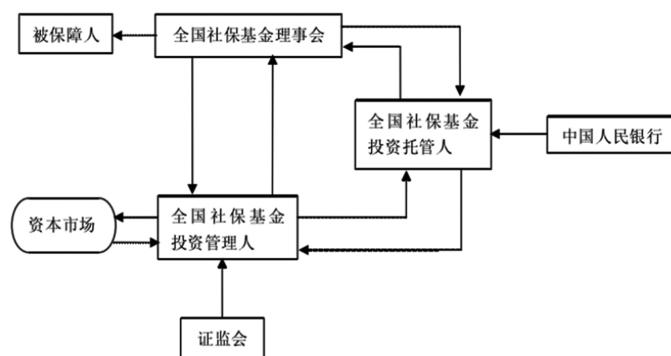 被保障人
全国社保基金理事会
全国社保基金
投资托管人
中国人民银行
资本市场
全国社保基金
投资管理人
证监会